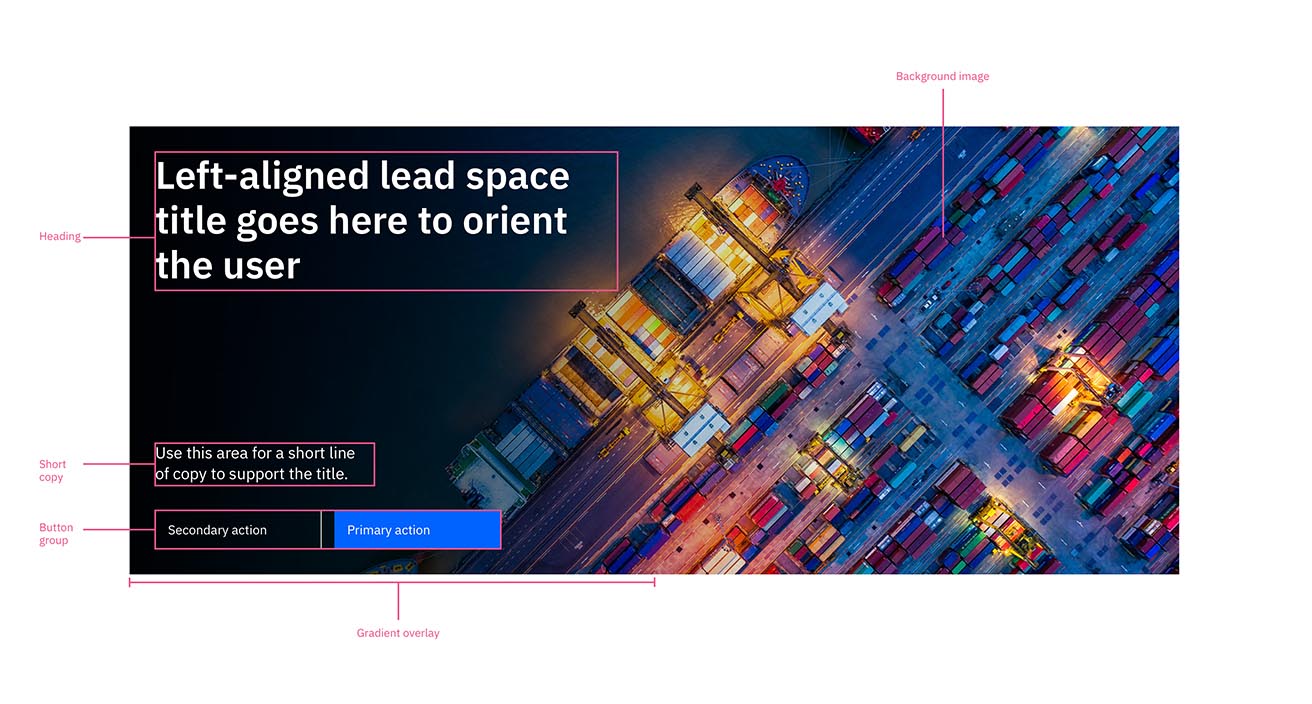 Background image
Heading
Left-aligned lead space
title goes here to orient
the user
Short
copy
Use this area for a short line
of copy to support the title.
Button
group
Secondary action
Primary action
Gradient overlay